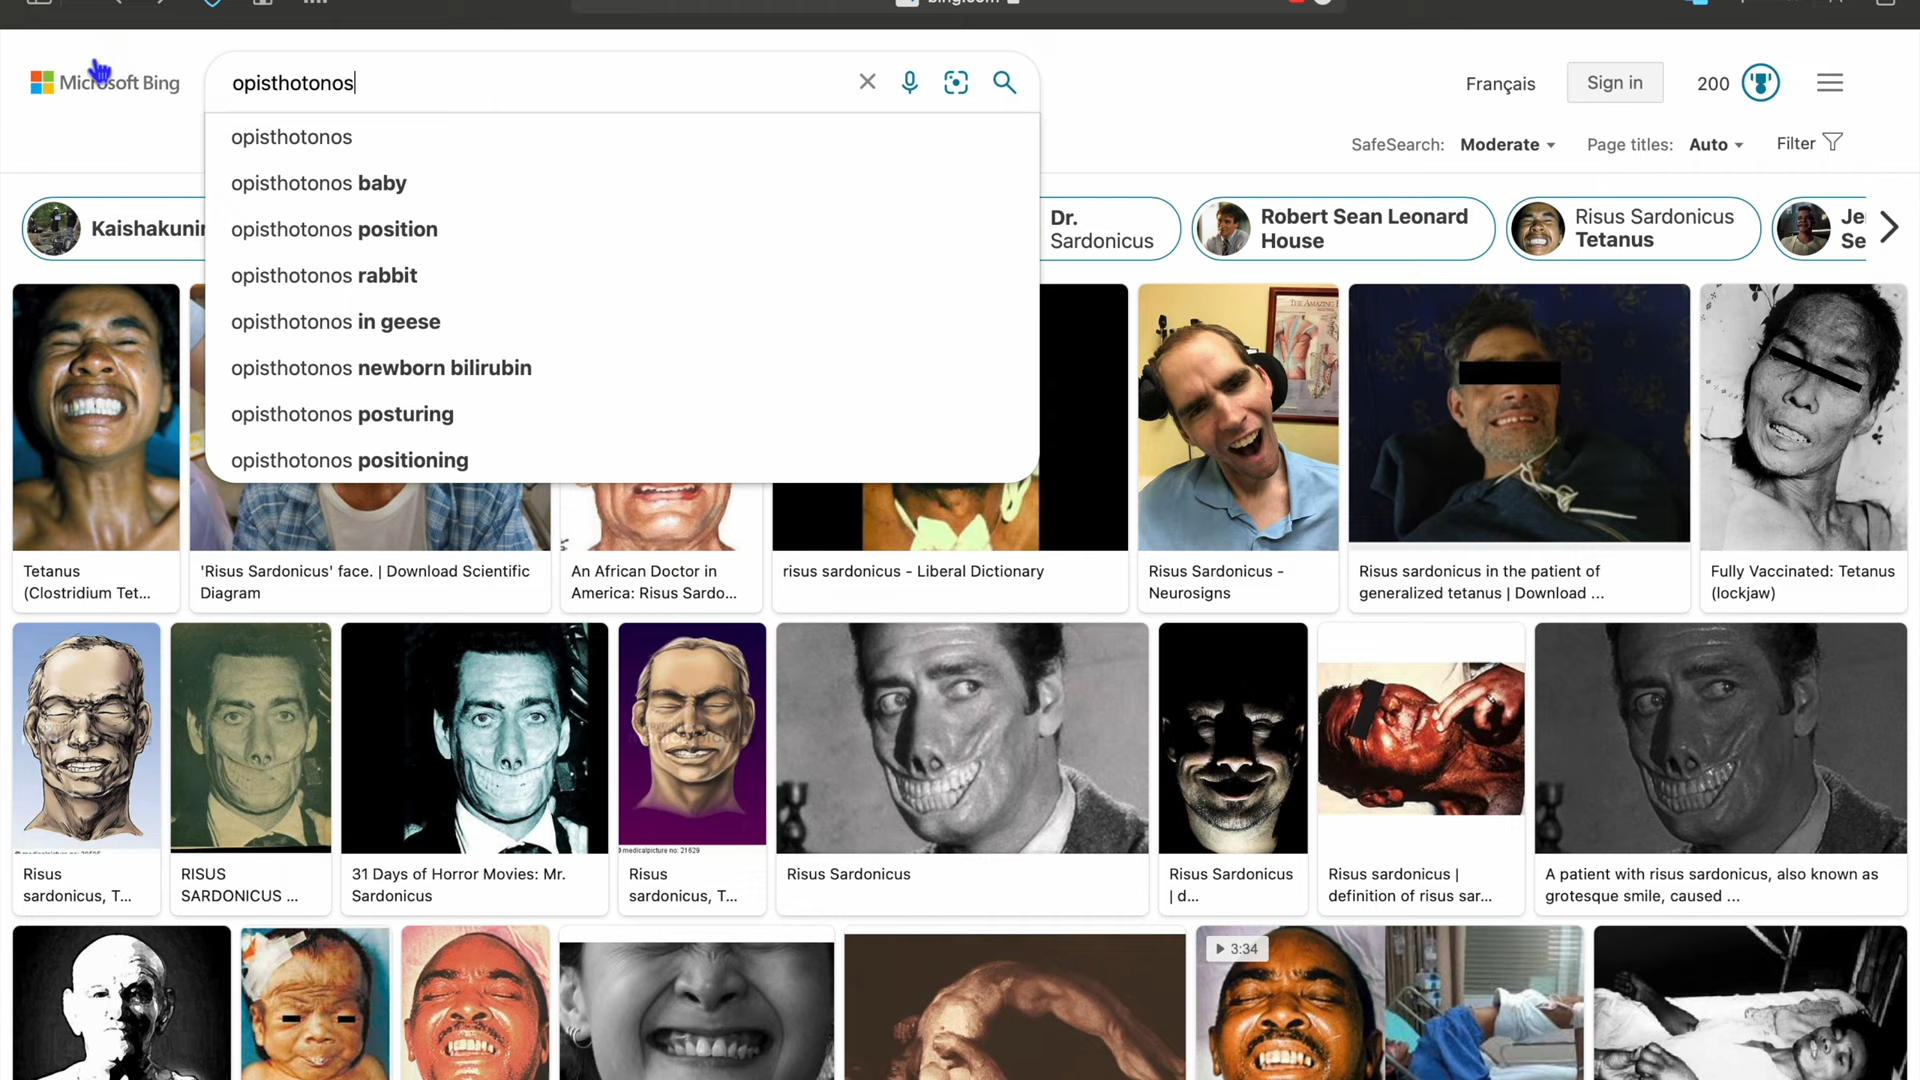 Microsoft Bing
opisthotonos
Français
Sign in
200
SafeSearch:
Moderate
Page titles:
Auto
Filter
opisthotonos
opisthotonos baby
opisthotonos position
opisthotonos rabbit
opisthotonos in geese
opisthotonos newborn bilirubin
opisthotonos posturing
opisthotonos positioning
Dr.
Sardonicus
Robert Sean Leonard
House
Risus Sardonicus
Tetanus
Tetanus
(Clostridium Tet...
'Risus Sardonicus' face. | Download Scientific
Diagram
An African Doctor in
America: Risus Sardo...
risus sardonicus - Liberal Dictionary
Risus Sardonicus -
Neurosigns
Risus sardonicus in the patient of
generalized tetanus | Download ...
Fully Vaccinated: Tetanus
(lockjaw)
medicalpicture no: 21629
Risus
sardonicus, T...
RISUS
SARDONICUS ...
31 Days of Horror Movies: Mr.
Sardonicus
Risus
sardonicus, T...
Risus Sardonicus
Risus Sardonicus
| d...
Risus sardonicus |
definition of risus sar...
A patient with risus sardonicus, also known as
grotesque smile, caused ...
3:34